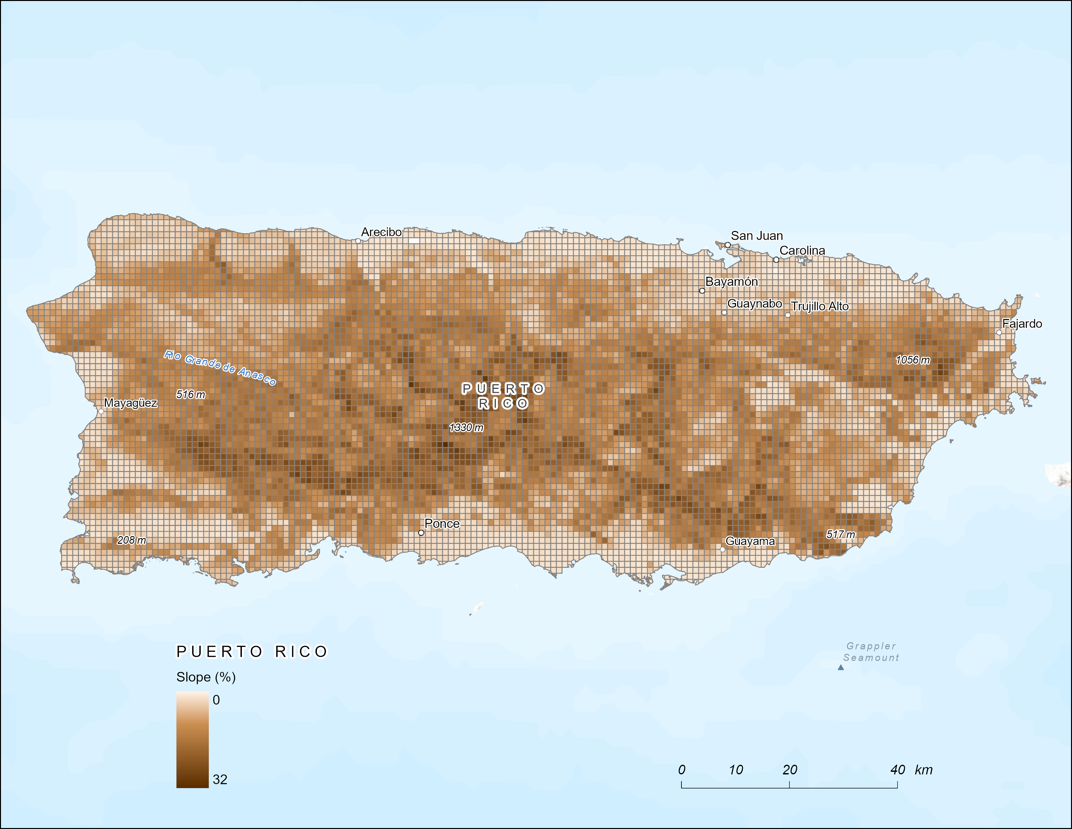 San Juan
Arecibo
Carolina
Bayamón
Guaynabo
Trujillo Alto
Fajardo
Rio Grande de Anasco
1056 m
516 m
PUERTO
RICO
Mayagüez
1330 m
Ponce
517 m
208 m
Guayama
PUERTO RICO
Grappler
Seamount
Slope (%)
0
32
0 10 20 40 km